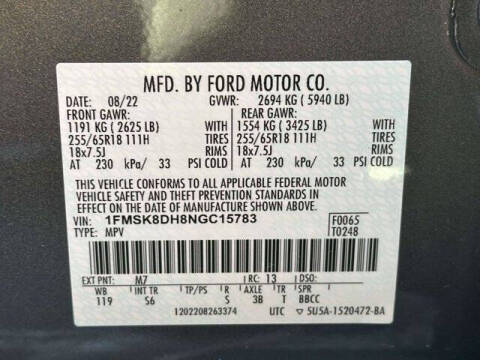 MFD. BY FORD MOTOR CO.
DATE: 08/22 GVWR: 2694 KG ( 5940 LB)
FRONT GAWR: REAR GAWR:
1191 KG ( 2625 LB) WITH 1554 KG ( 3425 LB) WITH
255/65R18 111H TIRES 255/65R18 111H TIRES
18x7.5J RIMS 18x7.5J RIMS
AT 230 kPa/ 33 PSI COLD AT 230 kPa/ 33 PSI COLD
THIS VEHICLE CONFORMS TO ALL APPLICABLE FEDERAL MOTOR
VEHICLE SAFETY AND THEFT PREVENTION STANDARDS
IN EFFECT ON THE DATE OF MANUFACTURE SHOWN ABOVE.
VIN: 1FMSK8DH8NGC15783 F0065
TYPE: MPV T0248
EXT PNT: M7 RC: 13 DSO:
WB INT TR TP/PS R AX TR SPR
119 S6 S 3B T BBCC
1202208263374 UTC ▽ 5U5A-1520472-BA